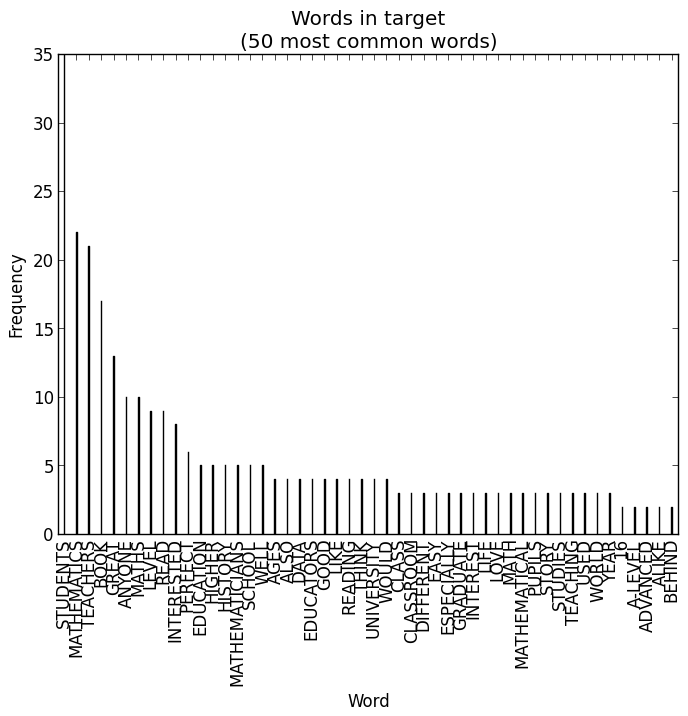 Words in target
(50 most common words)
35
30
25
20
15
10
5
0
Frequency
STUDENTS
MATHEMATICS
TEACHERS
BOOK
GREAT
ANYONE
MATHS
LEVEL
READ
INTERESTED
PERFECT
EDUCATION
HIGHER
HISTORY
MATHEMATICIANS
SCHOOL
WELL
AGES
ALSO
DATA
EDUCATORS
GOOD
LIKE
READING
THINK
UNIVERSITY
WOULD
CLASS
CLASSROOM
DIFFERENT
EASY
ESPECIALLY
GRADUATE
INTEREST
LIFE
LOVE
MATH
MATHEMATICAL
PUPILS
STORY
STUDIES
TEACHING
USED
WORLD
YEAR
16
A-LEVEL
ADVANCED
ALIKE
BEHIND
Word